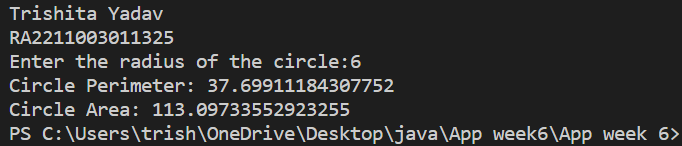 Trishita Yadav
RA2211003011325
Enter the radius of the circle:6
Circle Perimeter: 37.69911184307752
Circle Area: 113.09733552923255
PS C:\Users\trish\OneDrive\Desktop\java\App week6\App week 6>